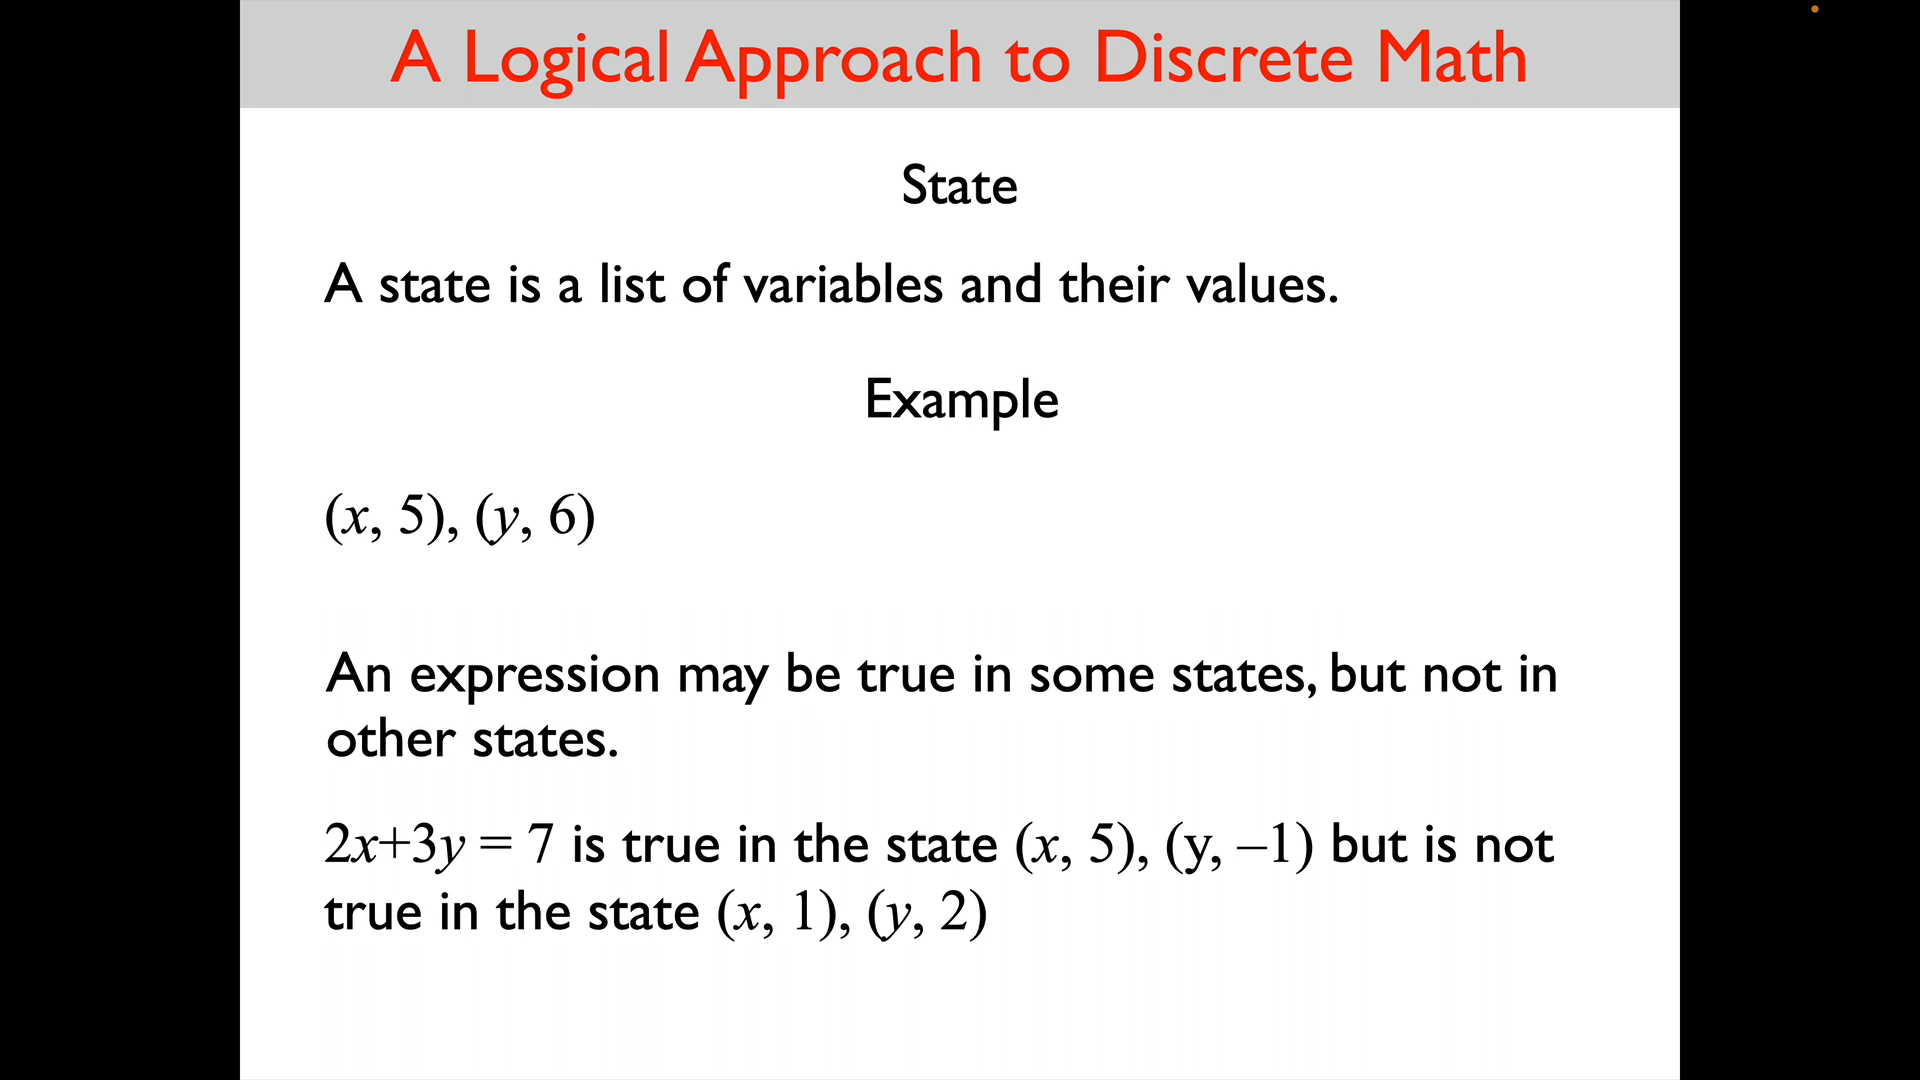 A Logical Approach to Discrete Math
State
A state is a list of variables and their values.
Example
(x, 5), (y, 6)
An expression may be true in some states, but not in
other states.
2x+3y = 7 is true in the state (x, 5), (y, –1) but is not
true in the state (x, 1), (y, 2)